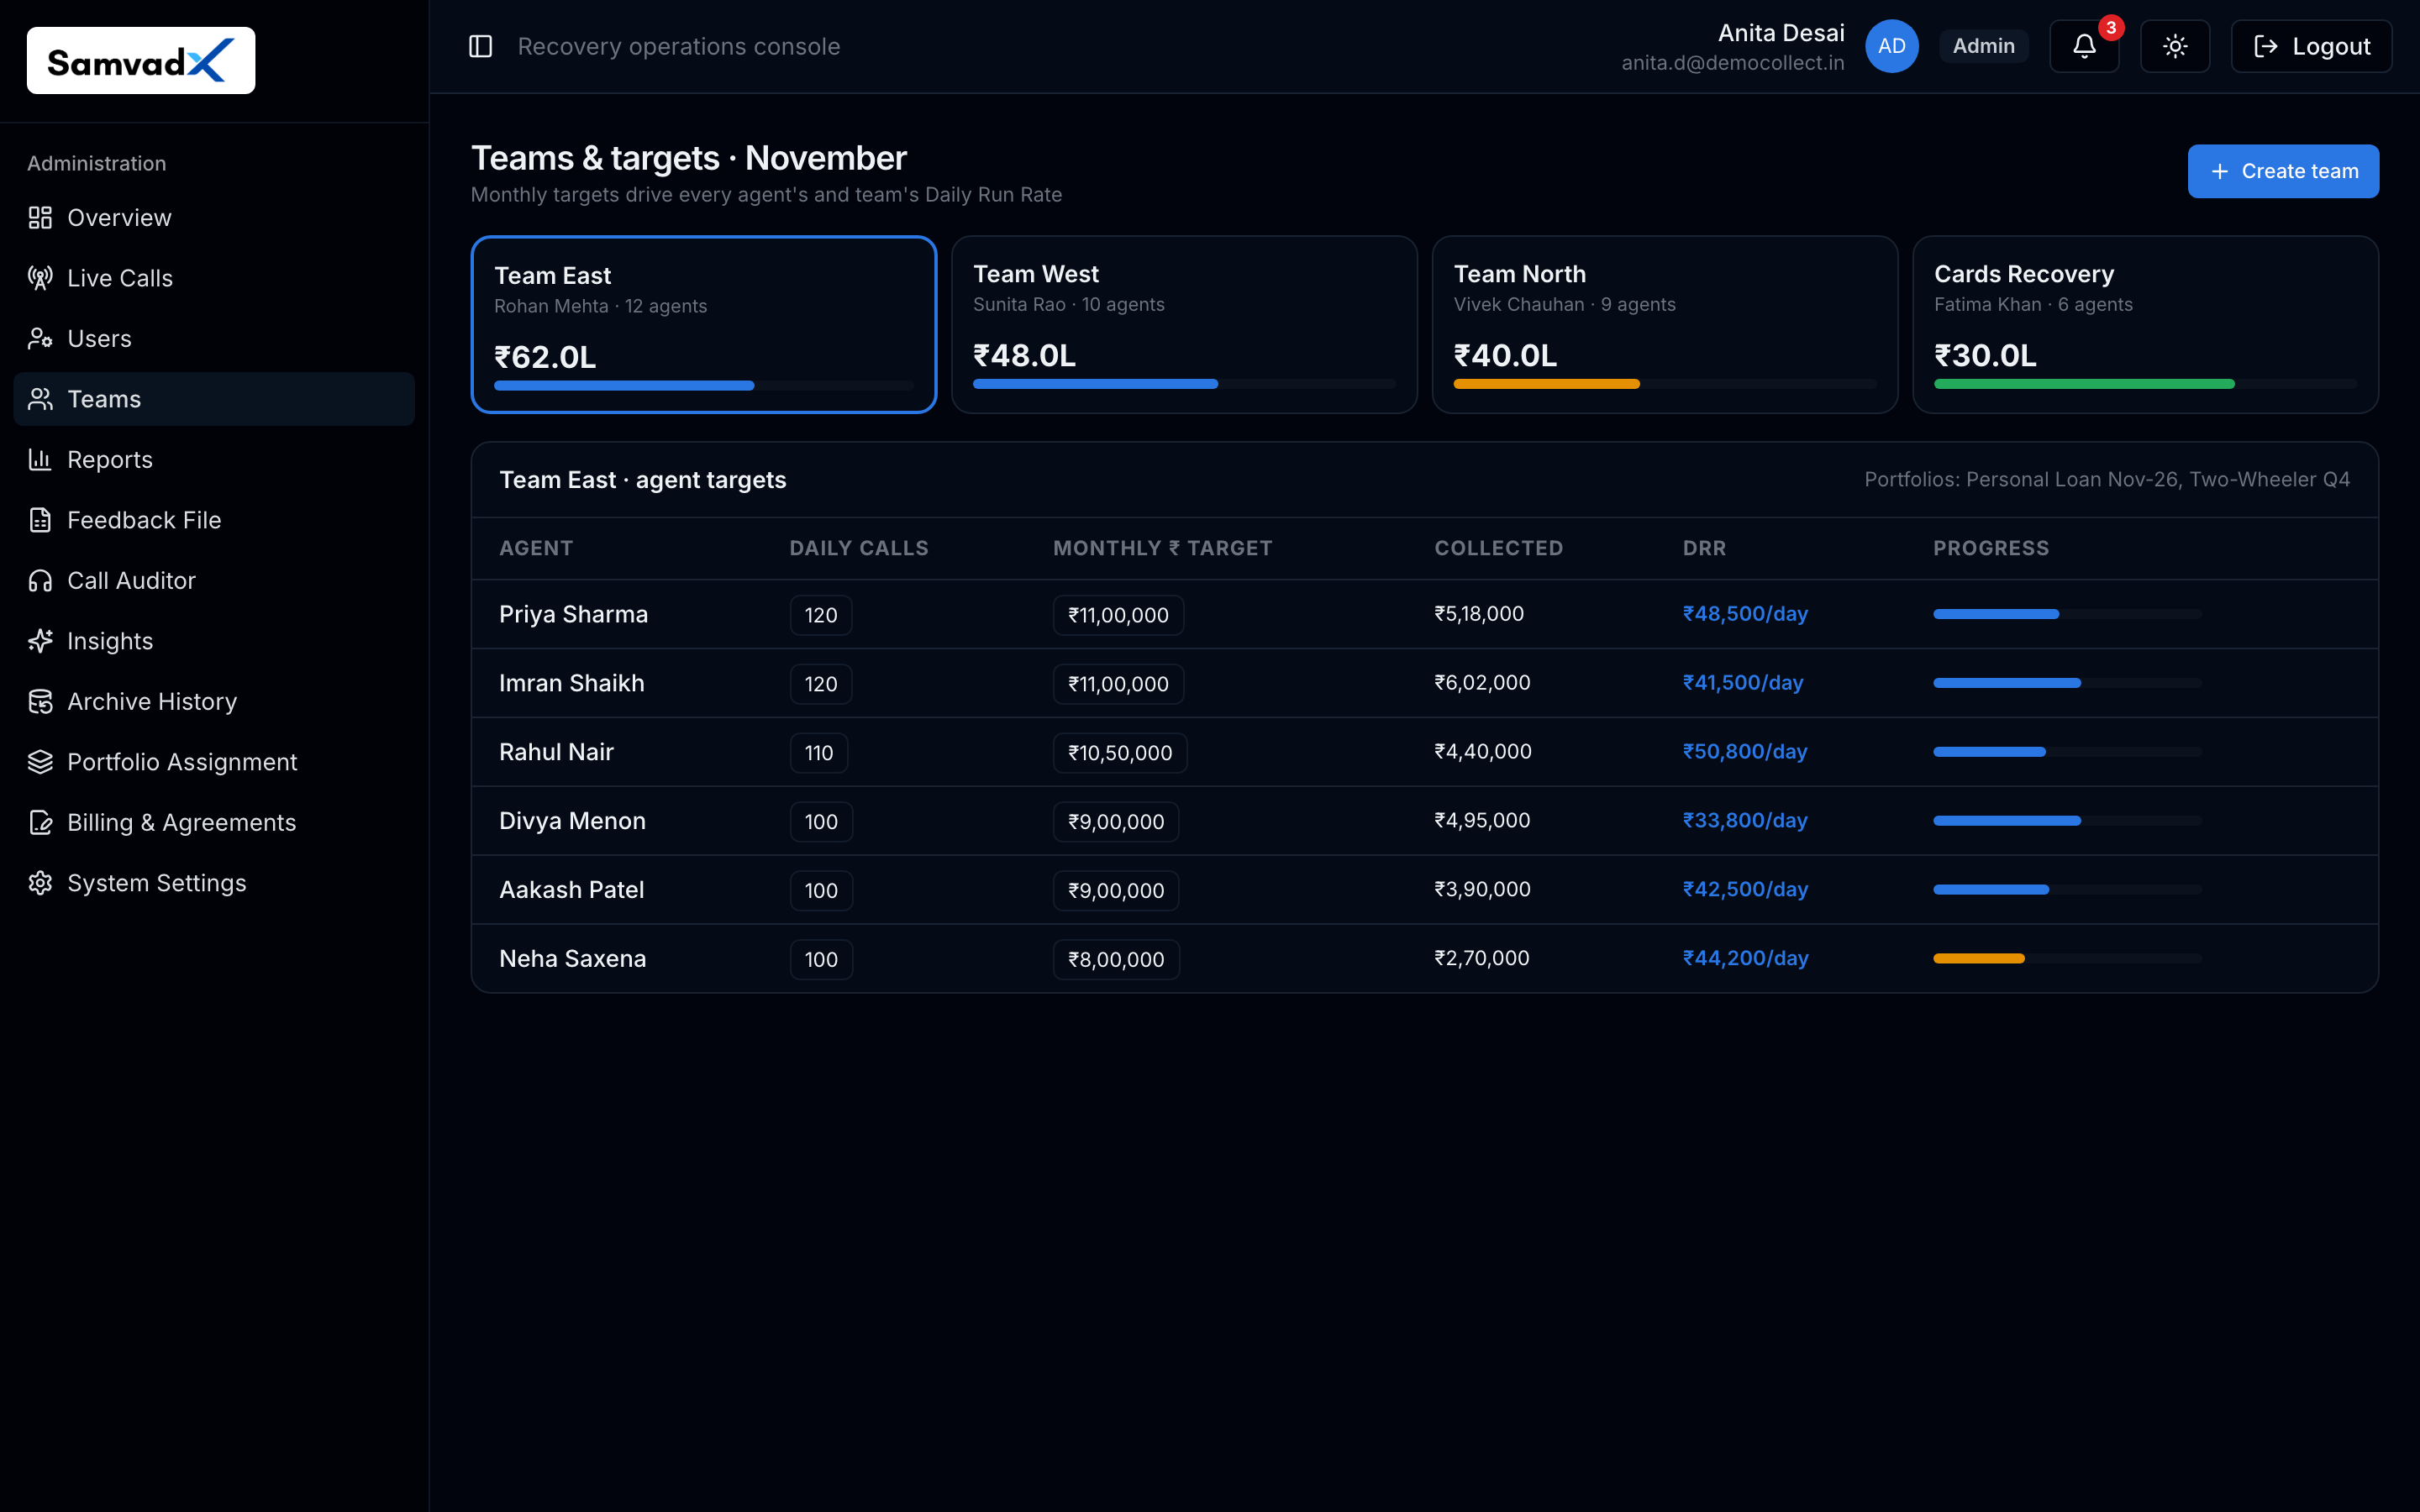 SamvadX
Recovery operations console
Anita Desai
anita.d@democollect.in
AD
Admin
3
Logout
Administration
Overview
Live Calls
Users
Teams
Reports
Feedback File
Call Auditor
Insights
Archive History
Portfolio Assignment
Billing & Agreements
System Settings
Teams & targets · November
Monthly targets drive every agent's and team's Daily Run Rate
+ Create team
Team East
Rohan Mehta · 12 agents
₹62.0L
Team West
Sunita Rao · 10 agents
₹48.0L
Team North
Vivek Chauhan · 9 agents
₹40.0L
Cards Recovery
Fatima Khan · 6 agents
₹30.0L
Team East · agent targets
Portfolios: Personal Loan Nov-26, Two-Wheeler Q4
AGENT DAILY CALLS MONTHLY ₹ TARGET COLLECTED DRR PROGRESS
Priya Sharma 120 ₹11,00,000 ₹5,18,000 ₹48,500/day
Imran Shaikh 120 ₹11,00,000 ₹6,02,000 ₹41,500/day
Rahul Nair 110 ₹10,50,000 ₹4,40,000 ₹50,800/day
Divya Menon 100 ₹9,00,000 ₹4,95,000 ₹33,800/day
Aakash Patel 100 ₹9,00,000 ₹3,90,000 ₹42,500/day
Neha Saxena 100 ₹8,00,000 ₹2,70,000 ₹44,200/day